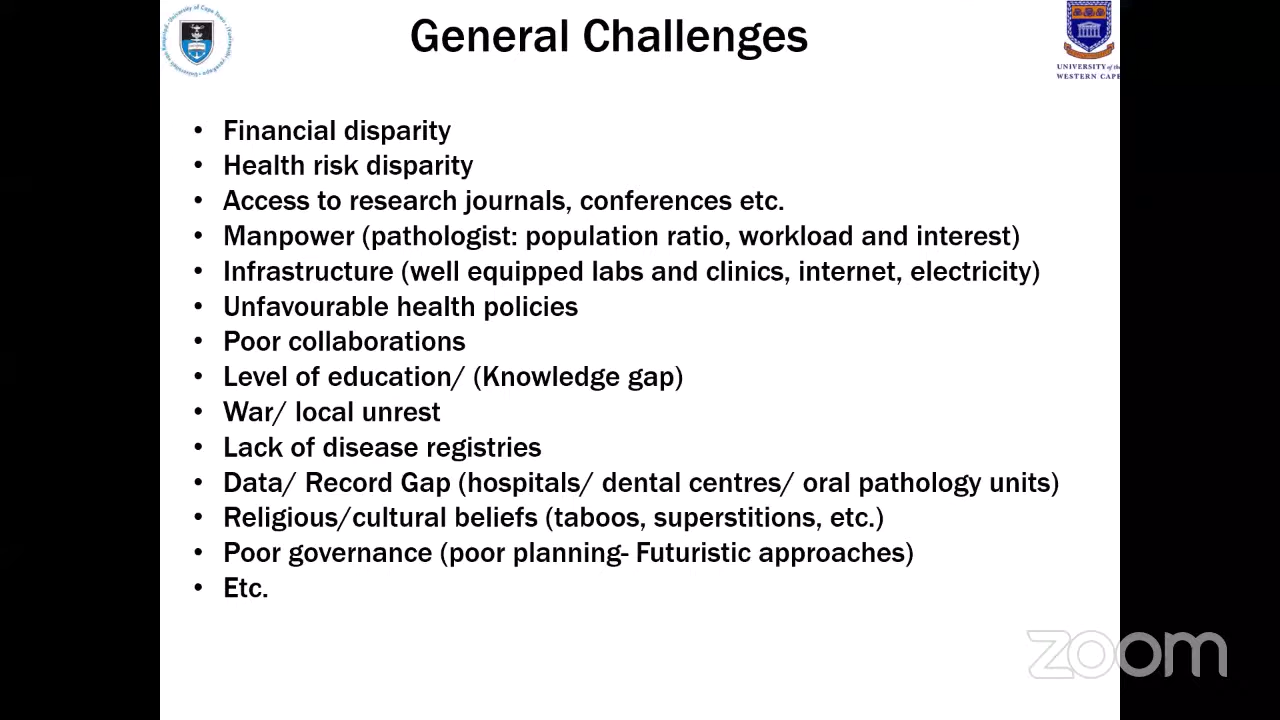 General Challenges
UNIVERSITY of the
WESTERN CAPE
• Financial disparity
• Health risk disparity
• Access to research journals, conferences etc.
• Manpower (pathologist: population ratio, workload and interest)
• Infrastructure (well equipped labs and clinics, internet, electricity)
• Unfavourable health policies
• Poor collaborations
• Level of education/ (Knowledge gap)
• War/ local unrest
• Lack of disease registries
• Data/ Record Gap (hospitals/ dental centres/ oral pathology units)
• Religious/cultural beliefs (taboos, superstitions, etc.)
• Poor governance (poor planning- Futuristic approaches)
• Etc.
zoom